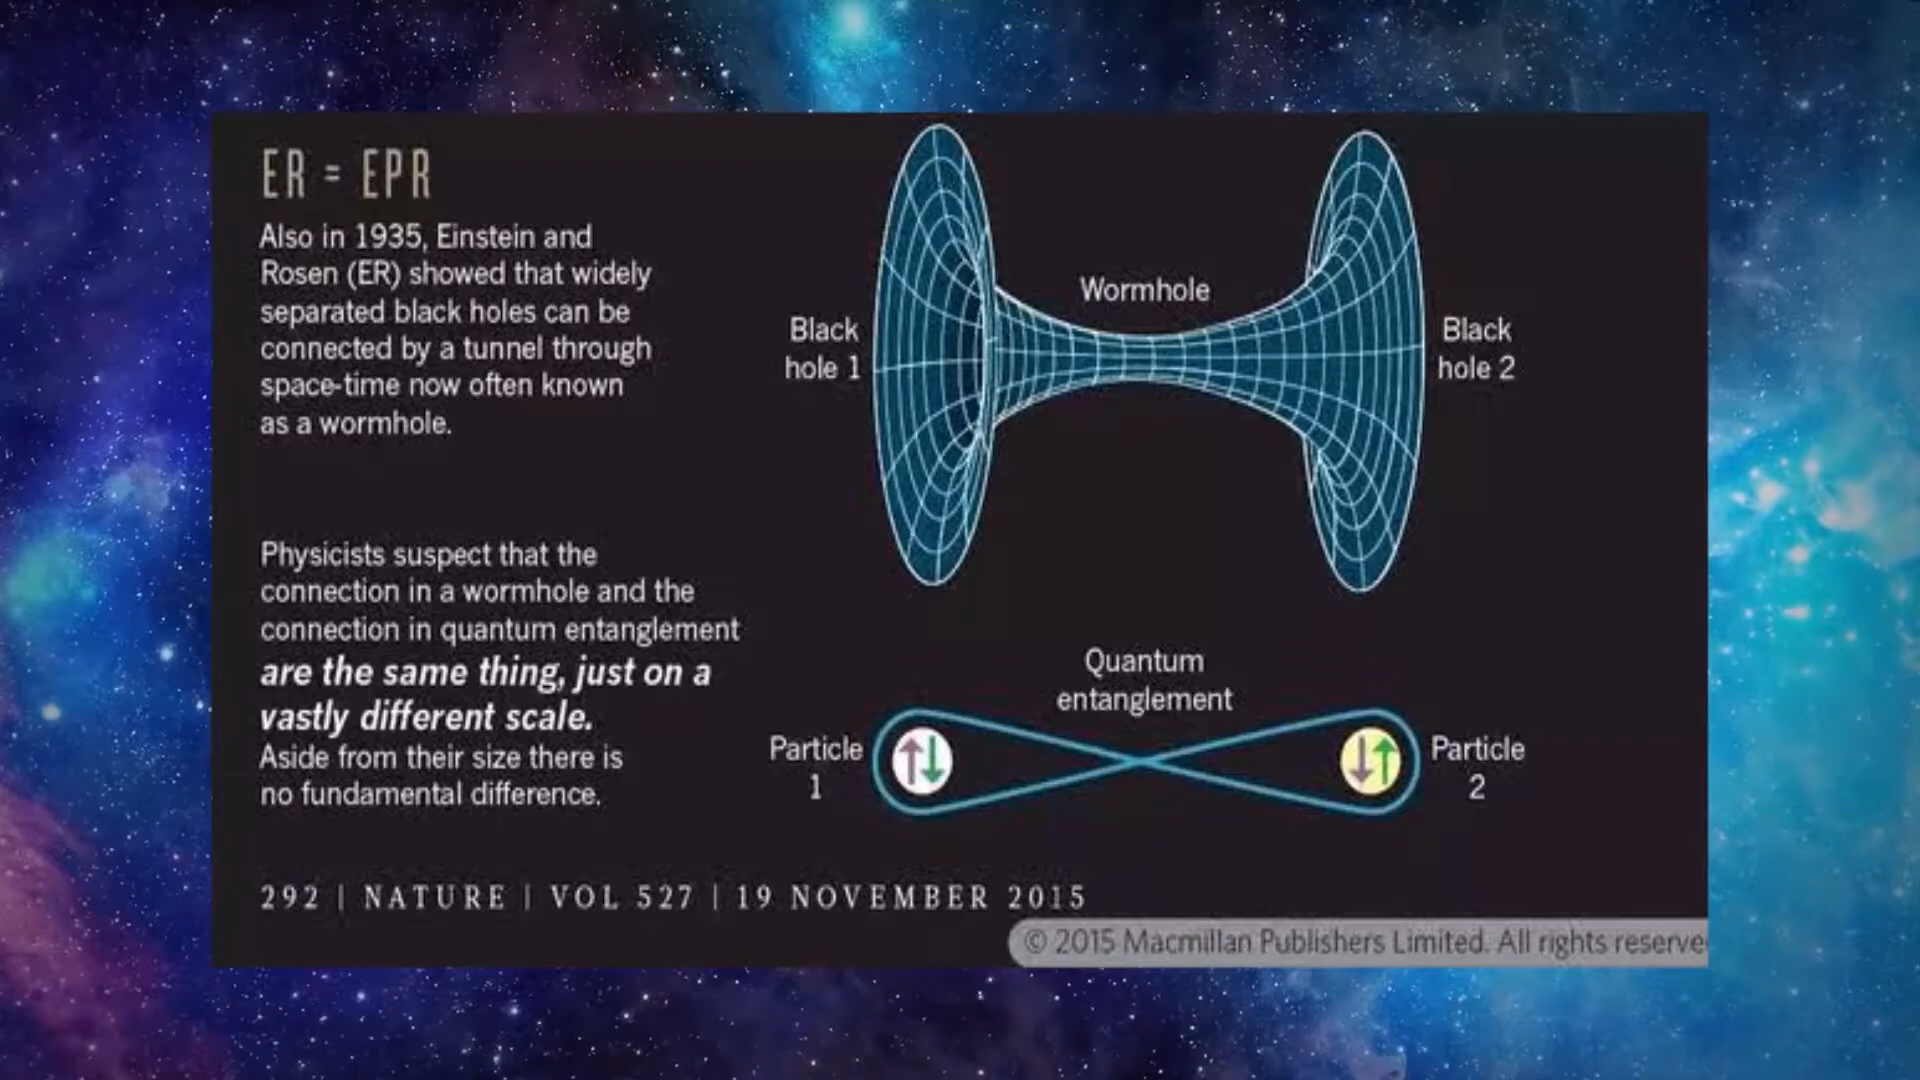 ER = EPR
Also in 1935, Einstein and
Rosen (ER) showed that widely
separated black holes can be
connected by a tunnel through
space-time now often known
as a wormhole.
Wormhole
Black
hole 1
Black
hole 2
Physicists suspect that the
connection in a wormhole and the
connection in quantum entanglement
are the same thing, just on a
vastly different scale.
Aside from their size there is
no fundamental difference.
Quantum
entanglement
Particle
1
Particle
2
292 | NATURE | VOL 527 | 19 NOVEMBER 2015
© 2015 Macmillan Publishers Limited. All rights reserve